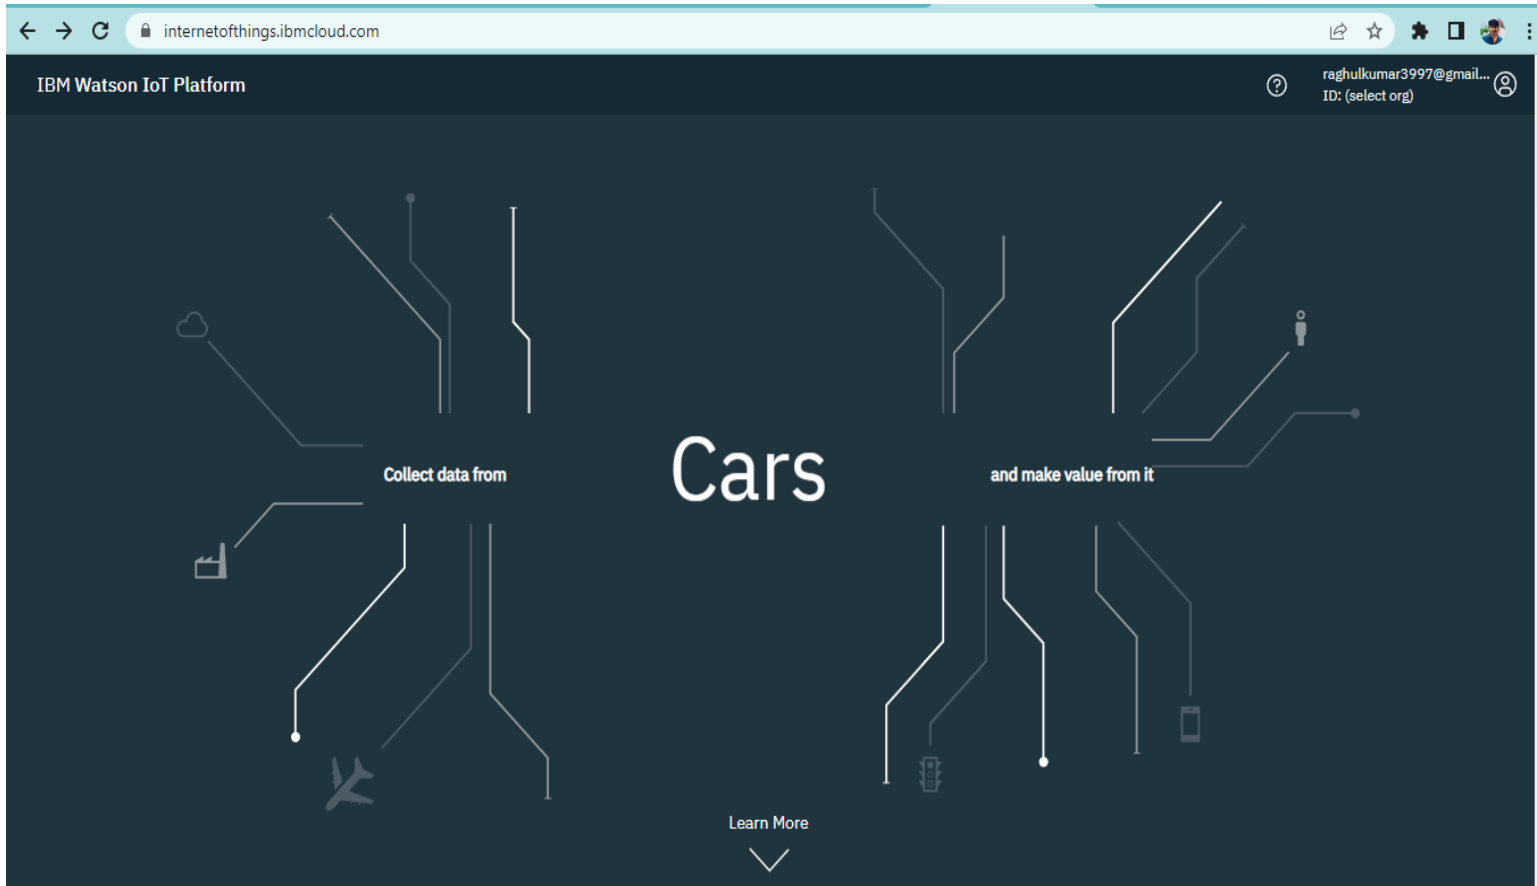 internetofthings.ibmcloud.com
IBM Watson IoT Platform
raghulkumar3997@gmail...
ID: (select org)
Collect data from
Cars
and make value from it
Learn More